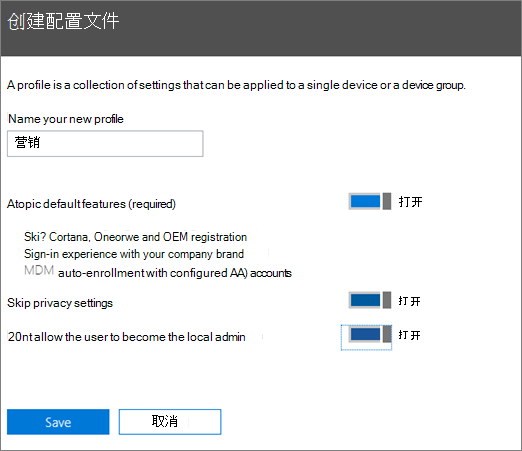 创建配置文件
A profile is a collection of settings that can be applied to a single device or a device group.
Name your new profile
营销
Atopic default features (required) 打开
Ski? Cortana, Oneorwe and OEM registration
Sign-in experience with your company brand
MDM auto-enrollment with configured AA) accounts
Skip privacy settings 打开
20nt allow the user to become the local admin 打开
Save 取消